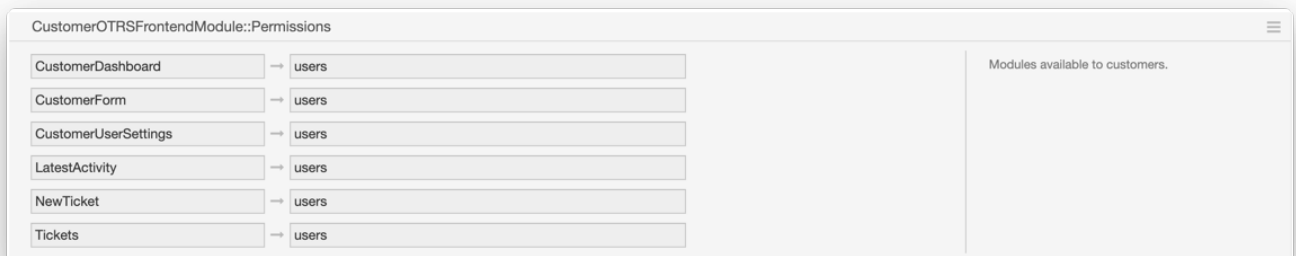 CustomerOTRSFrontendModule::Permissions
CustomerDashboard → users Modules available to customers.
CustomerForm → users
CustomerUserSettings → users
LatestActivity → users
NewTicket → users
Tickets → users